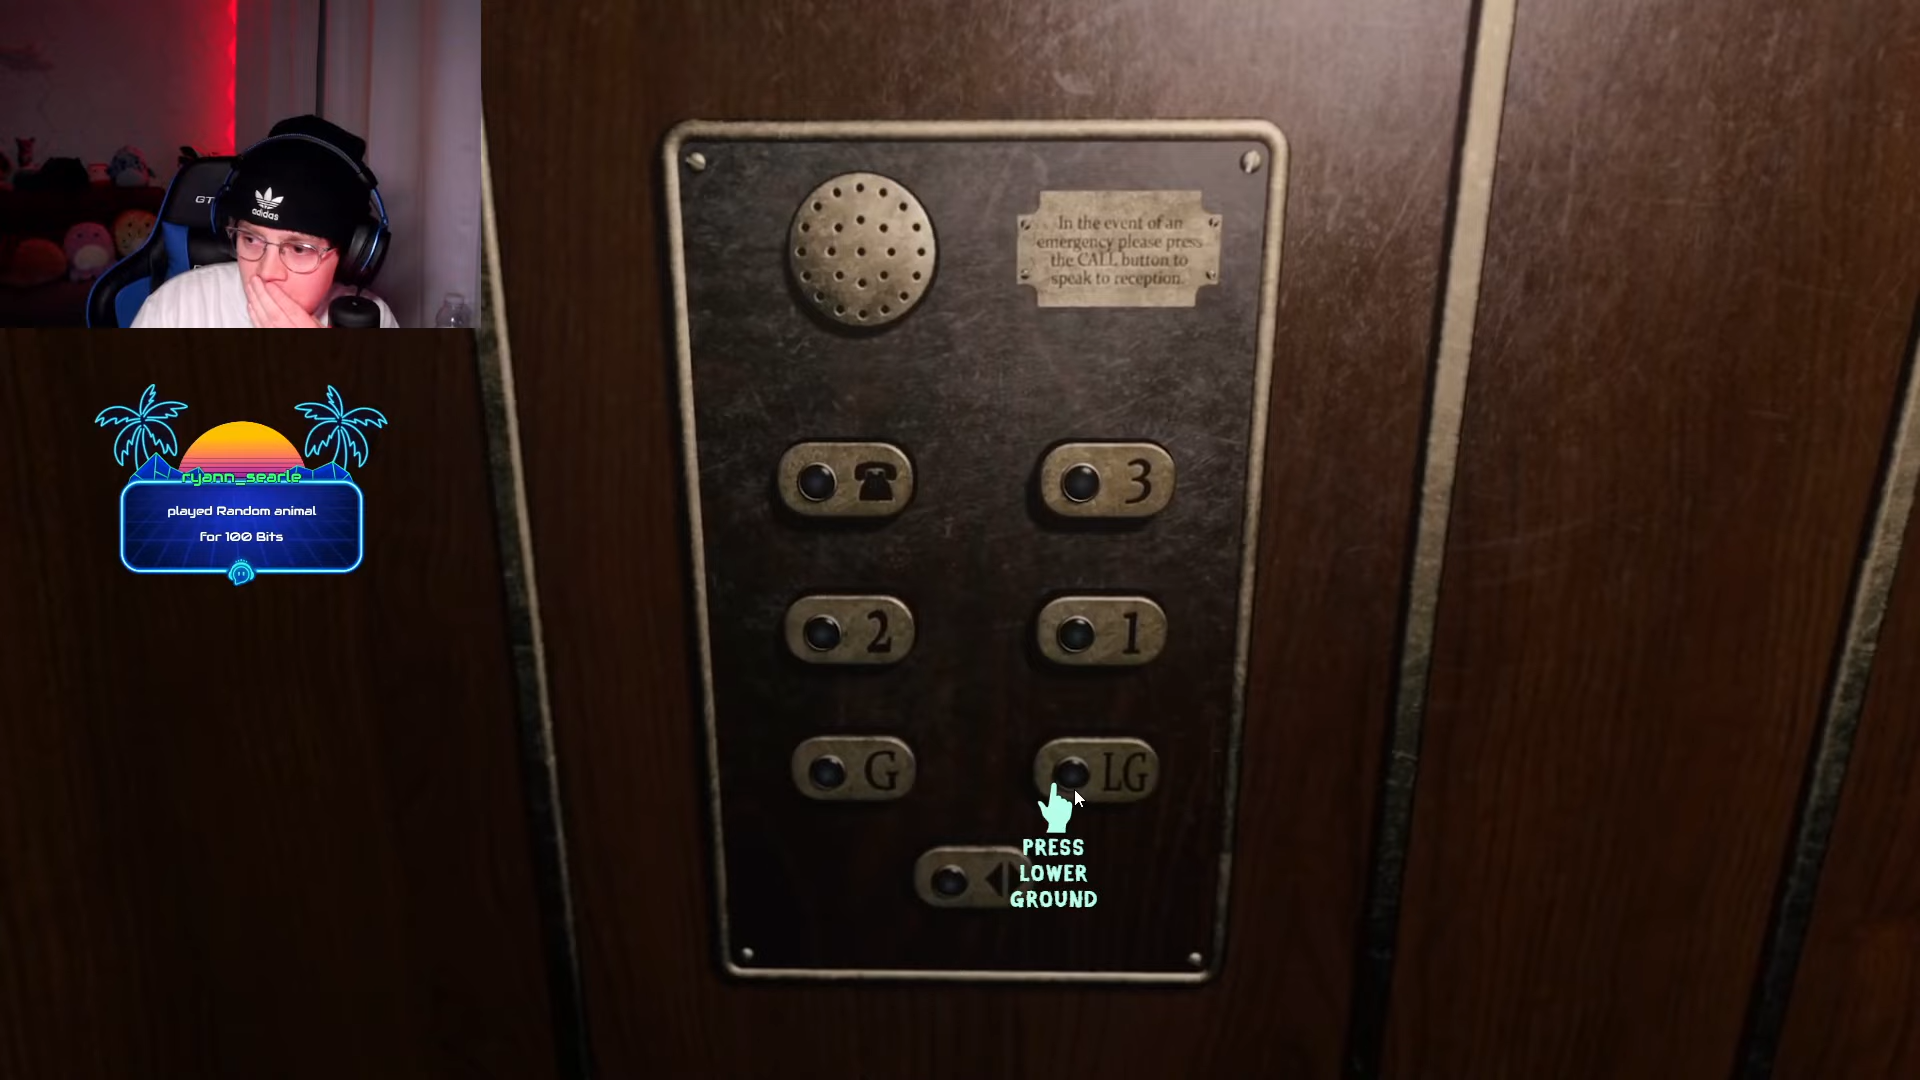 GT
adidas
In the event of an
emergency please press
the CALL button to
speak to reception.
ryann_searle
played Random animal
for 100 Bits
3
2
1
G
LG
PRESS
LOWER
GROUND